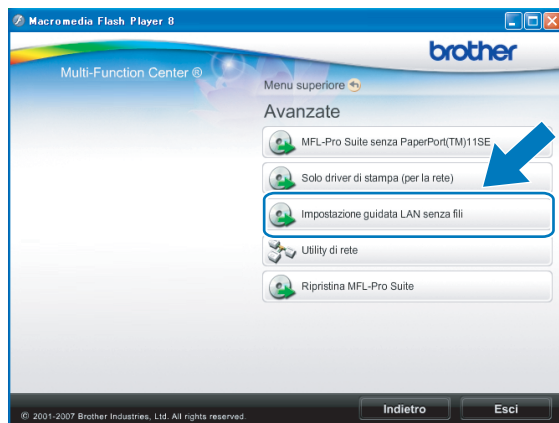 Macromedia Flash Player 8
brother
Multi-Function Center ®
Menu superiore
Avanzate
MFL-Pro Suite senza PaperPort(TM)11SE
Solo driver di stampa (per la rete)
Impostazione guidata LAN senza fili
Utility di rete
Ripristina MFL-Pro Suite
Indietro
Esci
© 2001-2007 Brother Industries, Ltd. All rights reserved.